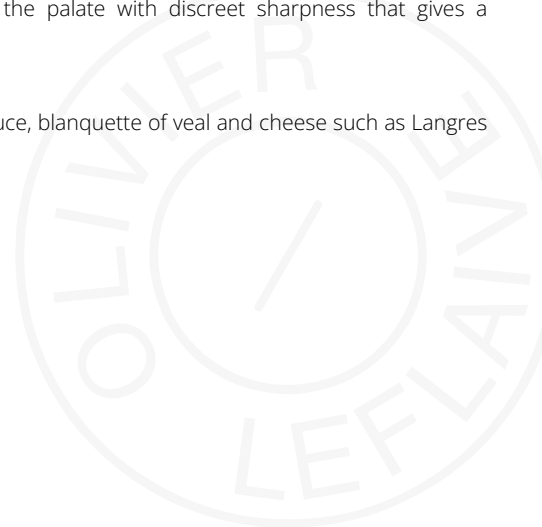 the palate with discreet sharpness that gives a
uce, blanquette of veal and cheese such as Langres
OLIVIER
LEFLAIVE